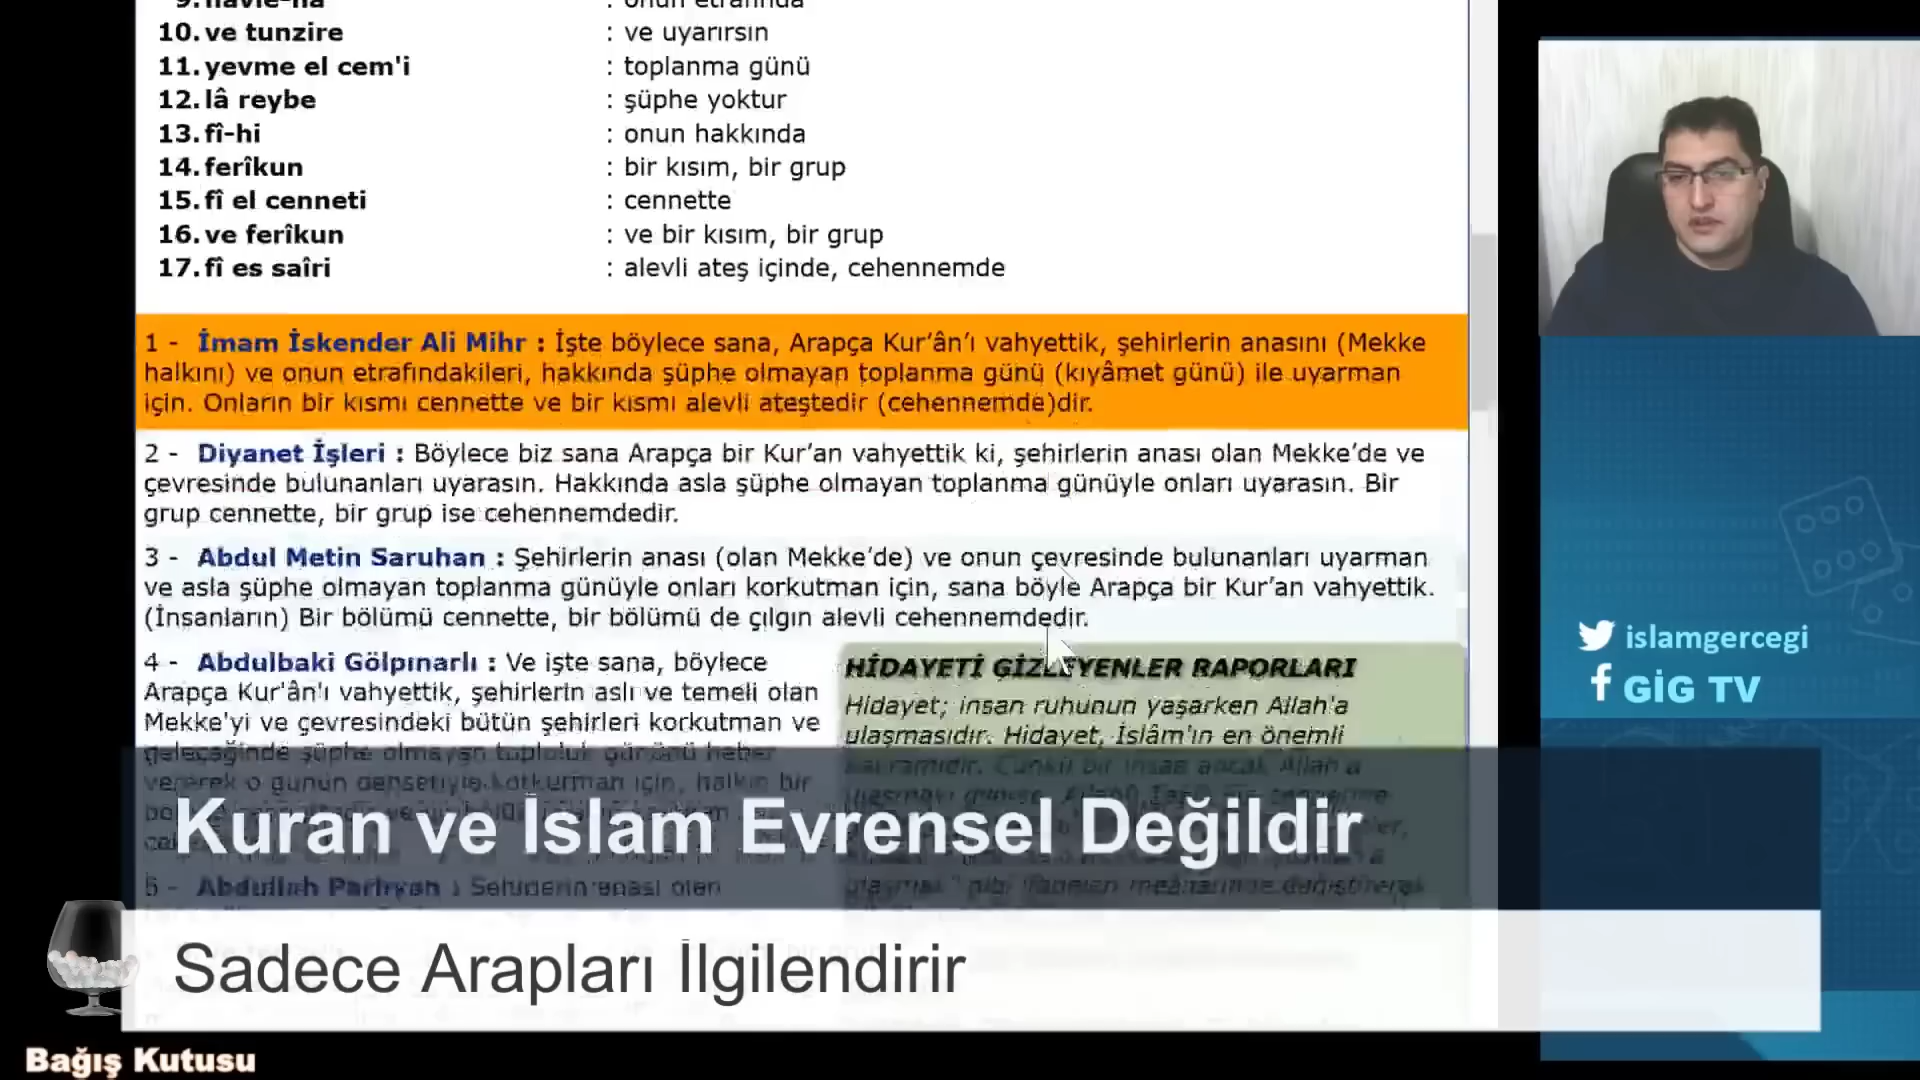 10. ve tunzire : ve uyarırsın
11. yevme el cem'i : toplanma günü
12. lâ reybe : şüphe yoktur
13. fî-hi : onun hakkında
14. ferîkun : bir kısım, bir grup
15. fî el cenneti : cennette
16. ve ferîkun : ve bir kısım, bir grup
17. fî es saîri : alevli ateş içinde, cehennemde
1 - İmam İskender Ali Mihr : İşte böylece sana, Arapça Kur’ân’ı vahyettik, şehirlerin anasını (Mekke
halkını) ve onun etrafındakileri, hakkında şüphe olmayan toplanma günü (kıyâmet günü) ile uyarman
için. Onların bir kısmı cennette ve bir kısmı alevli ateştedir (cehennemde)dir.
2 - Diyanet İşleri : Böylece biz sana Arapça bir Kur’an vahyettik ki, şehirlerin anası olan Mekke’de ve
çevresinde bulunanları uyarasın. Hakkında asla şüphe olmayan toplanma günüyle onları uyarasın. Bir
grup cennette, bir grup ise cehennemdedir.
3 - Abdul Metin Saruhan : Şehirlerin anası (olan Mekke’de) ve onun çevresinde bulunanları uyarman
ve asla şüphe olmayan toplanma günüyle onları korkutman için, sana böyle Arapça bir Kur’an vahyettik.
(İnsanların) Bir bölümü cennette, bir bölümü de çılgın alevli cehennemdedir.
4 - Abdulbaki Gölpınarlı : Ve işte sana, böylece
Arapça Kur'ân'ı vahyettik, şehirlerin aslı ve temeli olan
Mekke'yi ve çevresindeki bütün şehirleri korkutman ve
HİDAYETİ GİZLEYENLER RAPORLARI
Hidayet; insan ruhunun yaşarken Allah'a
ulaşmasıdır. Hidayet, İslâm'ın en önemli
islamgercegi
GİG TV
Kuran ve İslam Evrensel Değildir
Sadece Arapları İlgilendirir
Bağış Kutusu